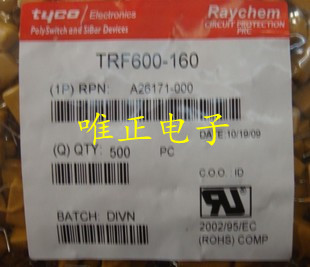 tyco / Electronics
Raychem
PolySwitch and SiBar Devices
CIRCUIT PROTECTION
PRC
TRF600-160
(1P) RPN: A26171-000
唯正电子
DATE: 10/19/09
(Q) QTY: 500 PC
C.O.O. ID
BATCH: DIVN
2002/95/EC
(ROHS) COMP